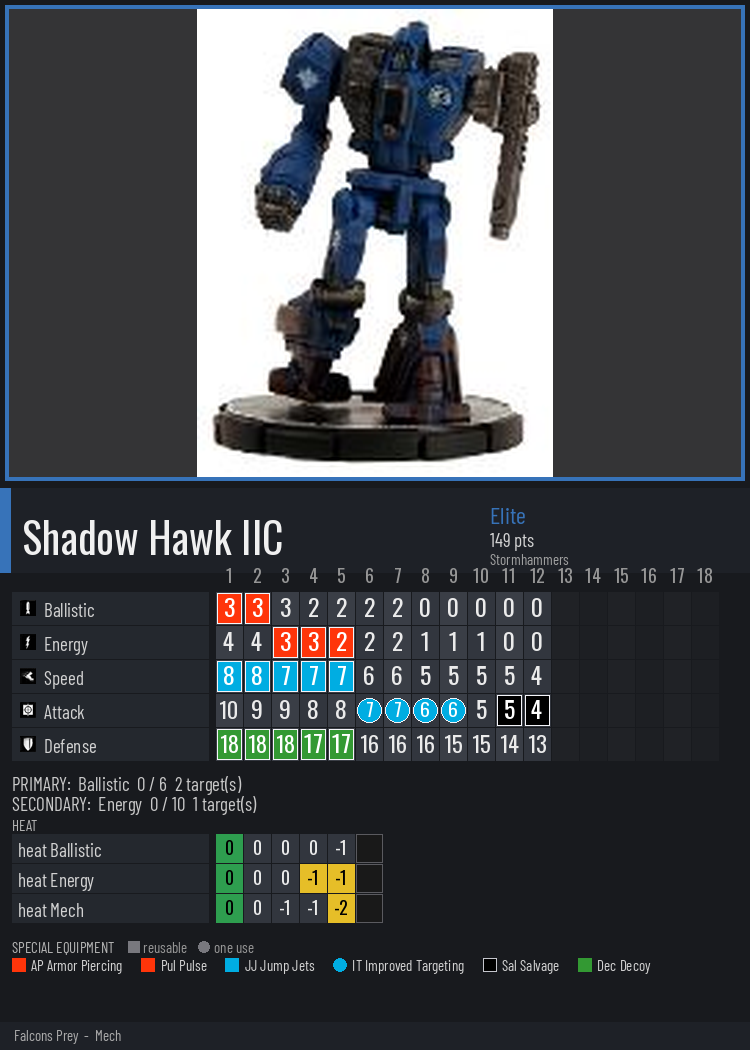 Shadow Hawk IIC
Elite
149 pts
Stormhammers
1 2 3 4 5 6 7 8 9 10 11 12 13 14 15 16 17 18
Ballistic 3 3 3 2 2 2 2 0 0 0 0 0
Energy 4 4 3 3 2 2 2 1 1 1 0 0
Speed 8 8 7 7 7 6 6 5 5 5 5 4
Attack 10 9 9 8 8 7 7 6 6 5 5 4
Defense 18 18 18 17 17 16 16 16 15 15 14 13
PRIMARY: Ballistic 0 / 6 2 target(s)
SECONDARY: Energy 0 / 10 1 target(s)
HEAT
heat Ballistic 0 0 0 0 -1
heat Energy 0 0 0 -1 -1
heat Mech 0 0 -1 -1 -2
SPECIAL EQUIPMENT reusable one use
AP Armor Piercing Pul Pulse JJ Jump Jets IT Improved Targeting Sal Salvage Dec Decoy
Falcons Prey - Mech